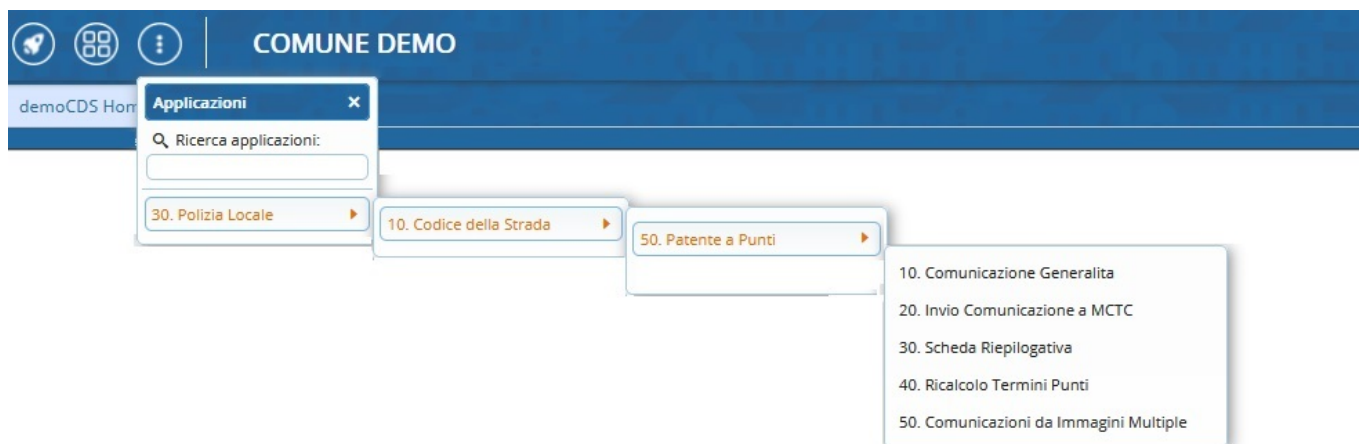 COMUNE DEMO
demoCDS Hom
Applicazioni
Ricerca applicazioni:
30. Polizia Locale
10. Codice della Strada
50. Patente a Punti
10. Comunicazione Generalita
20. Invio Comunicazione a MCTC
30. Scheda Riepilogativa
40. Ricalcolo Termini Punti
50. Comunicazioni da Immagini Multiple